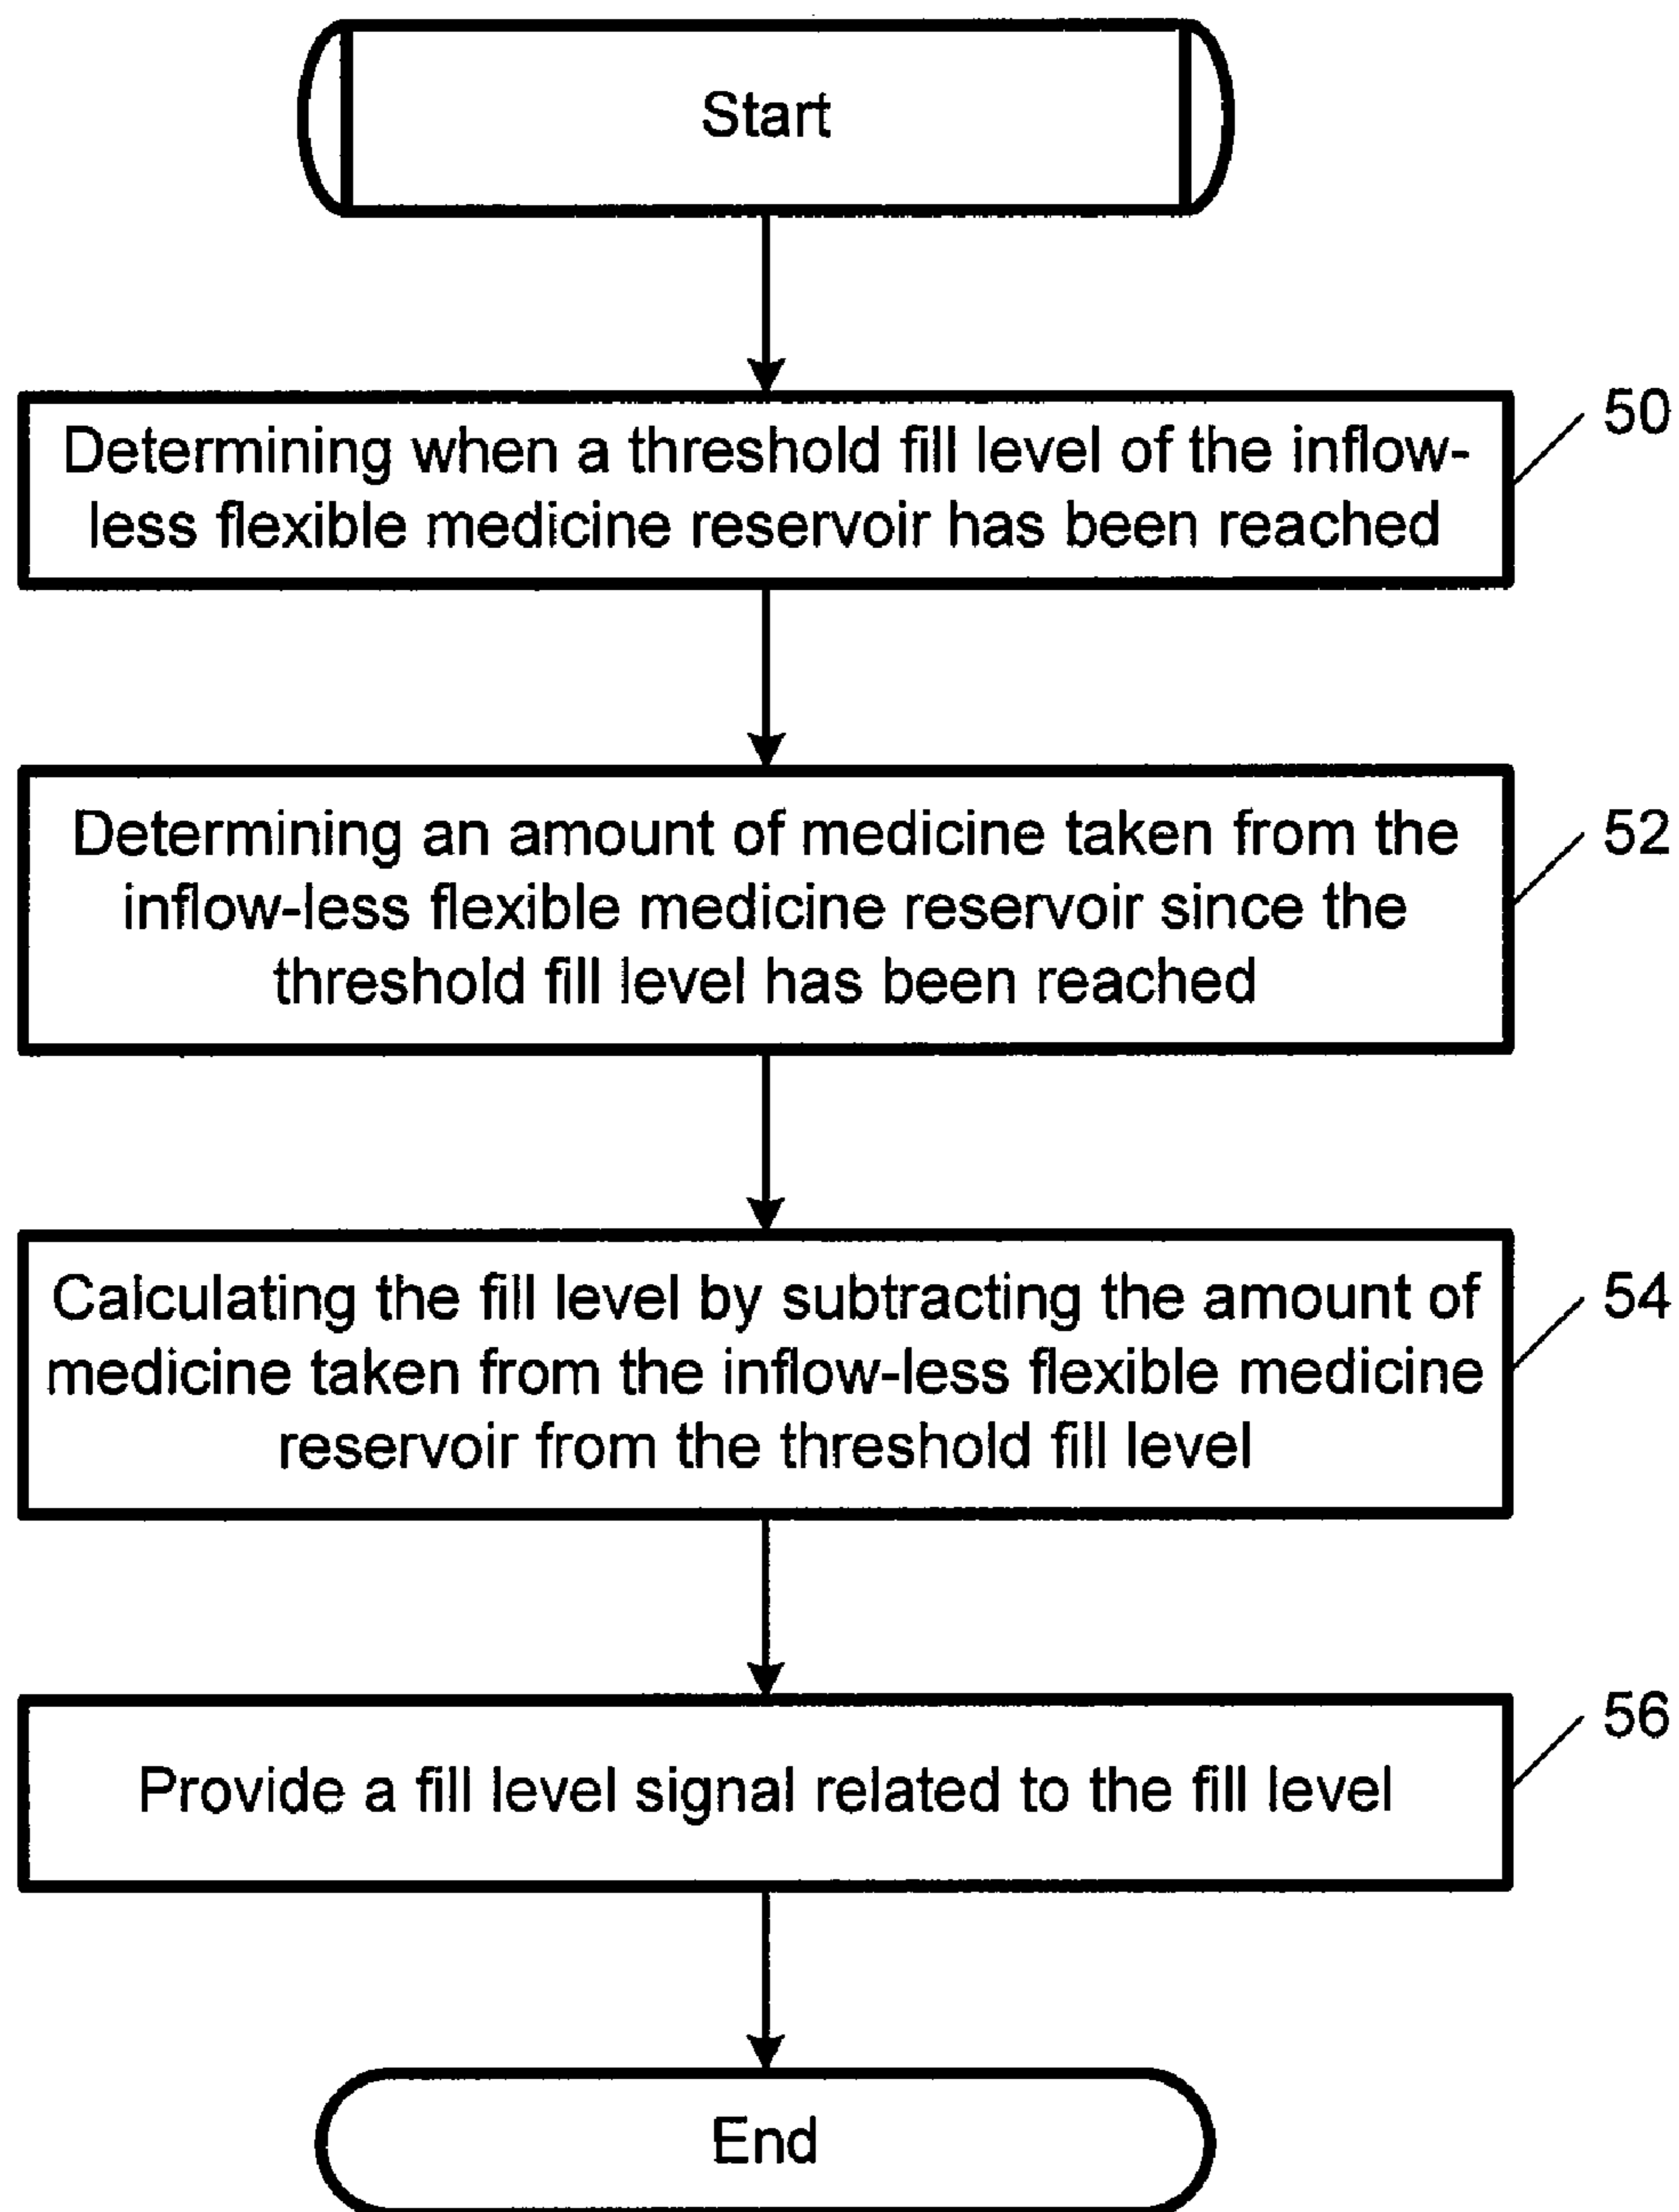 Start
Determining when a threshold fill level of the inflow-
less flexible medicine reservoir has been reached
50
Determining an amount of medicine taken from the
inflow-less flexible medicine reservoir since the
threshold fill level has been reached
52
Calculating the fill level by subtracting the amount of
medicine taken from the inflow-less flexible medicine
reservoir from the threshold fill level
54
Provide a fill level signal related to the fill level
56
End